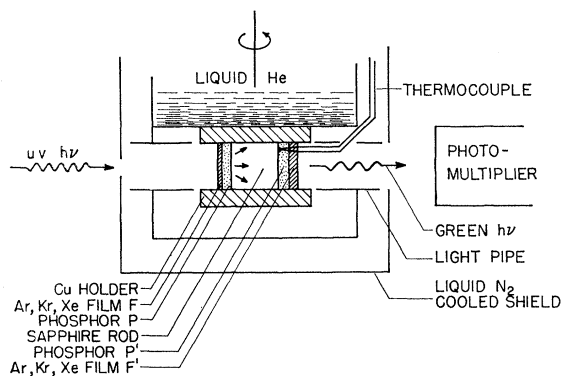 LIQUID He
THERMOCOUPLE
uv hν
PHOTO-
MULTIPLIER
GREEN hν
LIGHT PIPE
LIQUID N2
COOLED SHIELD
Cu HOLDER
Ar, Kr, Xe FILM F
PHOSPHOR P
SAPPHIRE ROD
PHOSPHOR P'
Ar, Kr, Xe FILM F'